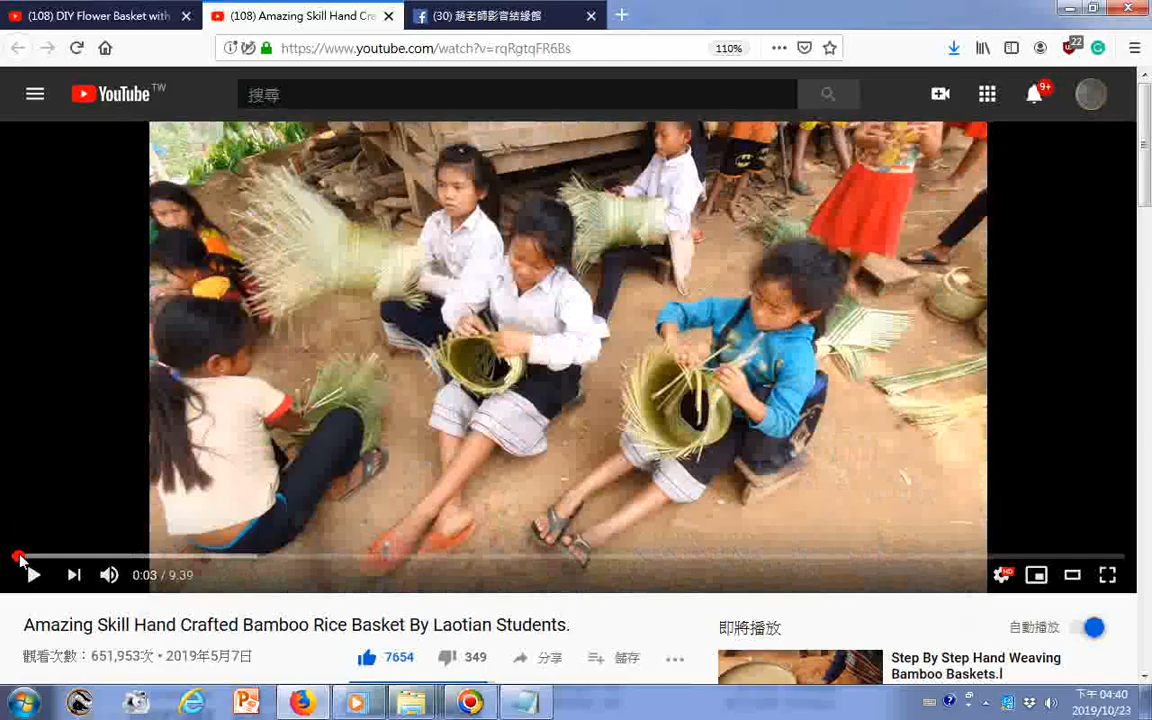 (108) DIY Flower Basket with
(108) Amazing Skill Hand Cra
(30) 趙老師影音結緣館
https://www.youtube.com/watch?v=rqRgtqFR6Bs
110%
22
YouTube TW
搜尋
9+
0:03 / 9:39
HD
Amazing Skill Hand Crafted Bamboo Rice Basket By Laotian Students.
觀看次數：651,953次 • 2019年5月7日
7654
349
分享
儲存
即將播放
自動播放
Step By Step Hand Weaving
Bamboo Baskets.l
下午 04:40
2019/10/23